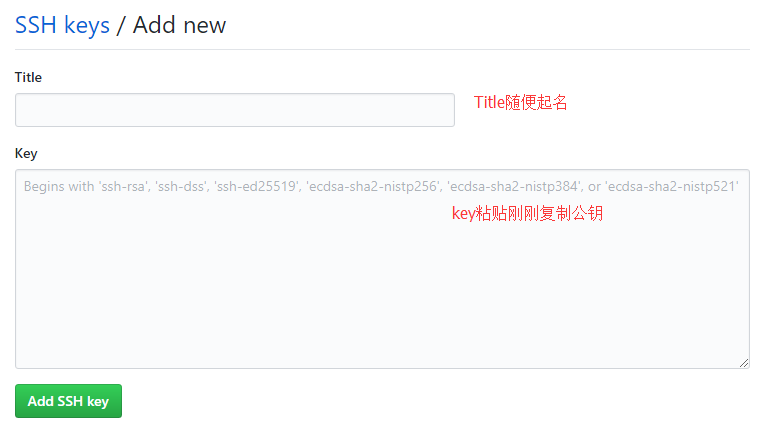 SSH keys / Add new
Title
Title随便起名
Key
Begins with 'ssh-rsa', 'ssh-dss', 'ssh-ed25519', 'ecdsa-sha2-nistp256', 'ecdsa-sha2-nistp384', or 'ecdsa-sha2-nistp521'
key粘贴刚刚复制公钥
Add SSH key